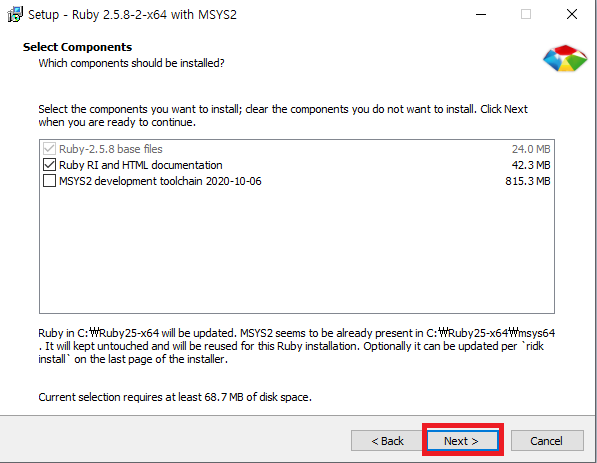 Setup - Ruby 2.5.8-2-x64 with MSYS2
Select Components
Which components should be installed?
Select the components you want to install; clear the components you do not want to install. Click Next
when you are ready to continue.
Ruby-2.5.8 base files 24.0 MB
Ruby RI and HTML documentation 42.3 MB
MSYS2 development toolchain 2020-10-06 815.3 MB
Ruby in C:₩Ruby25-x64 will be updated. MSYS2 seems to be already present in C:₩Ruby25-x64₩msys64
. It will kept untouched and will be reused for this Ruby installation. Optionally it can be updated per `ridk
install` on the last page of the installer.
Current selection requires at least 68.7 MB of disk space.
< Back Next > Cancel